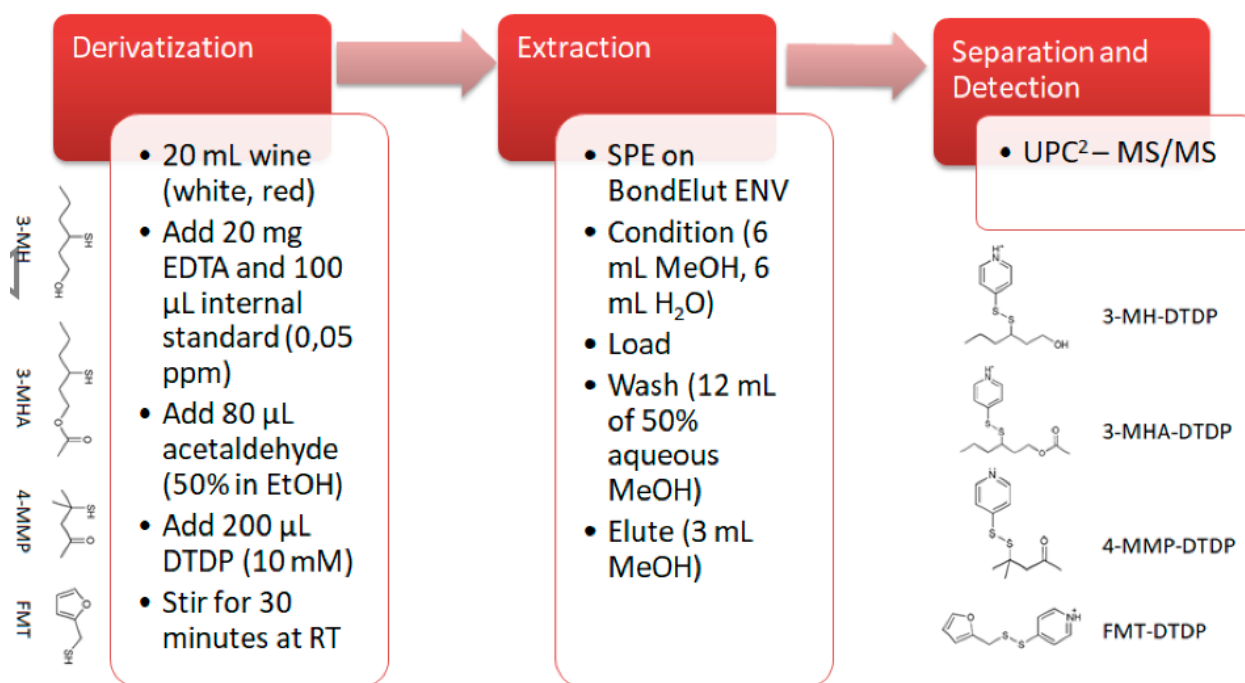 Derivatization
• 20 mL wine
(white, red)
• Add 20 mg
EDTA and 100
µL internal
standard (0,05
ppm)
• Add 80 µL
acetaldehyde
(50% in EtOH)
• Add 200 µL
DTDP (10 mM)
• Stir for 30
minutes at RT
3-MH
SH
OH
3-MHA
SH
O
O
4-MMP
SH
O
FMT
O
SH
Extraction
• SPE on
BondElut ENV
• Condition (6
mL MeOH, 6
mL H₂O)
• Load
• Wash (12 mL
of 50%
aqueous
MeOH)
• Elute (3 mL
MeOH)
Separation and
Detection
• UPC² – MS/MS
H⁺
N
S
S
OH
3-MH-DTDP
H⁺
N
S
S
O
O
3-MHA-DTDP
N
S
S
O
4-MMP-DTDP
O
S
S
NH
+
FMT-DTDP